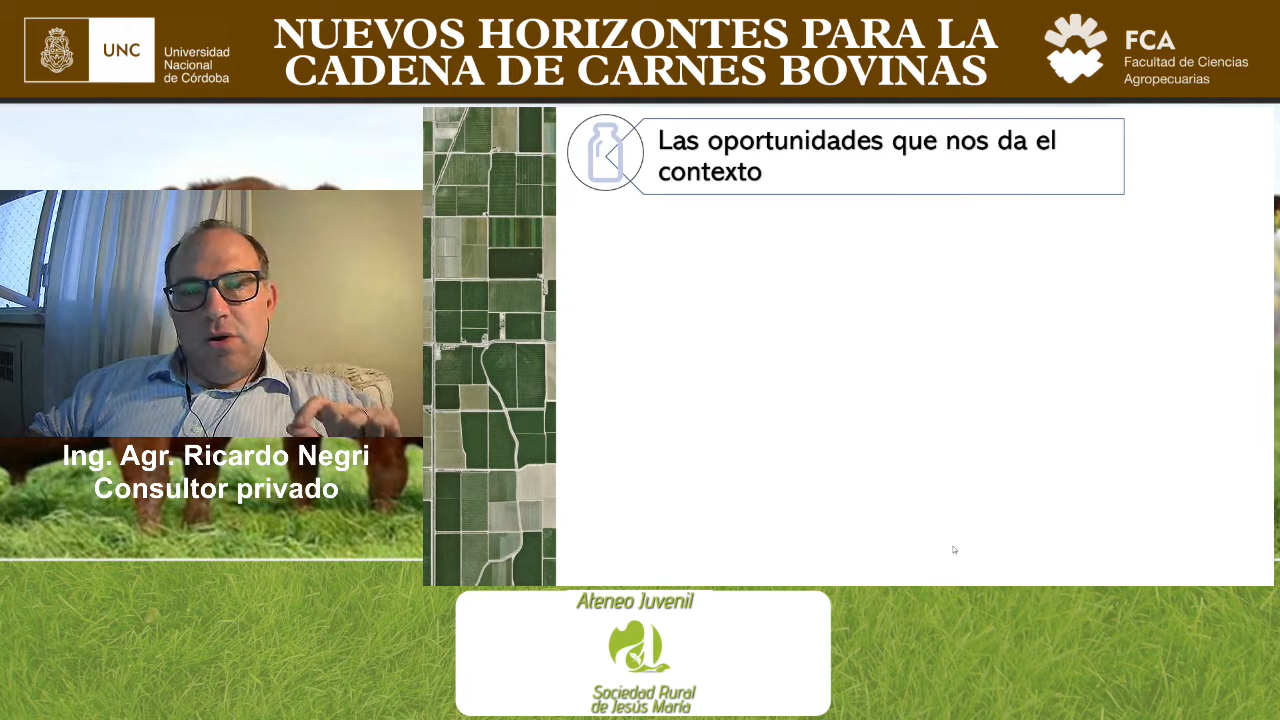 UNC
Universidad
Nacional
de Córdoba
NUEVOS HORIZONTES PARA LA
CADENA DE CARNES BOVINAS
FCA
Facultad de Ciencias
Agropecuarias
Las oportunidades que nos da el
contexto
Ing. Agr. Ricardo Negri
Consultor privado
Ateneo Juvenil
Sociedad Rural
de Jesús María